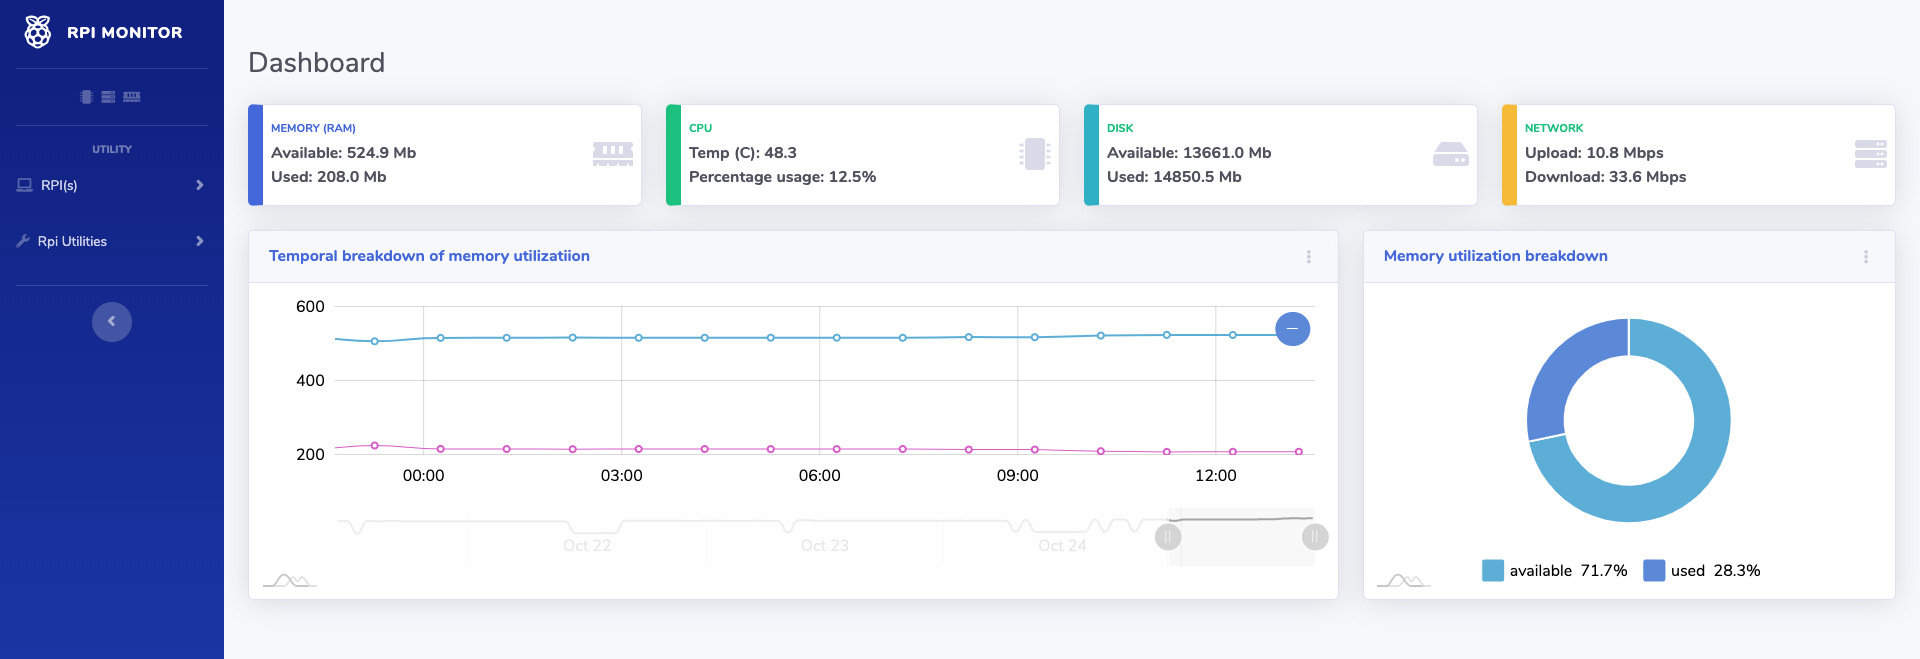 RPI MONITOR
UTILITY
RPI(s)
Rpi Utilities
Dashboard
MEMORY (RAM)
Available: 524.9 Mb
Used: 208.0 Mb
CPU
Temp (C): 48.3
Percentage usage: 12.5%
DISK
Available: 13661.0 Mb
Used: 14850.5 Mb
NETWORK
Upload: 10.8 Mbps
Download: 33.6 Mbps
Temporal breakdown of memory utilizatiion
600
400
200
00:00 03:00 06:00 09:00 12:00
Oct 22 Oct 23 Oct 24
Memory utilization breakdown
available 71.7% used 28.3%